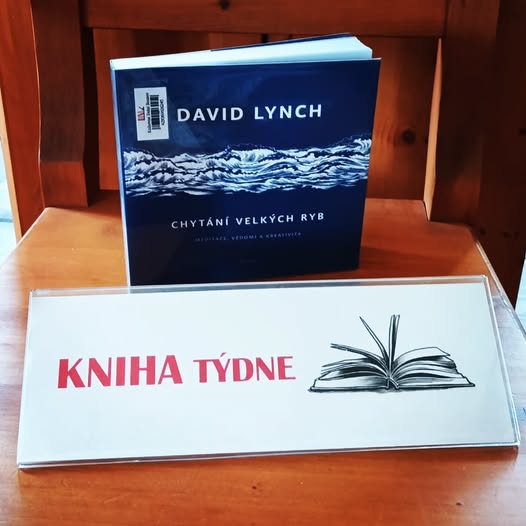 DAVID LYNCH
CHYTÁNÍ VELKÝCH RYB
MEDITACE, VĚDOMÍ A KREATIVITA
KNIHA TÝDNE